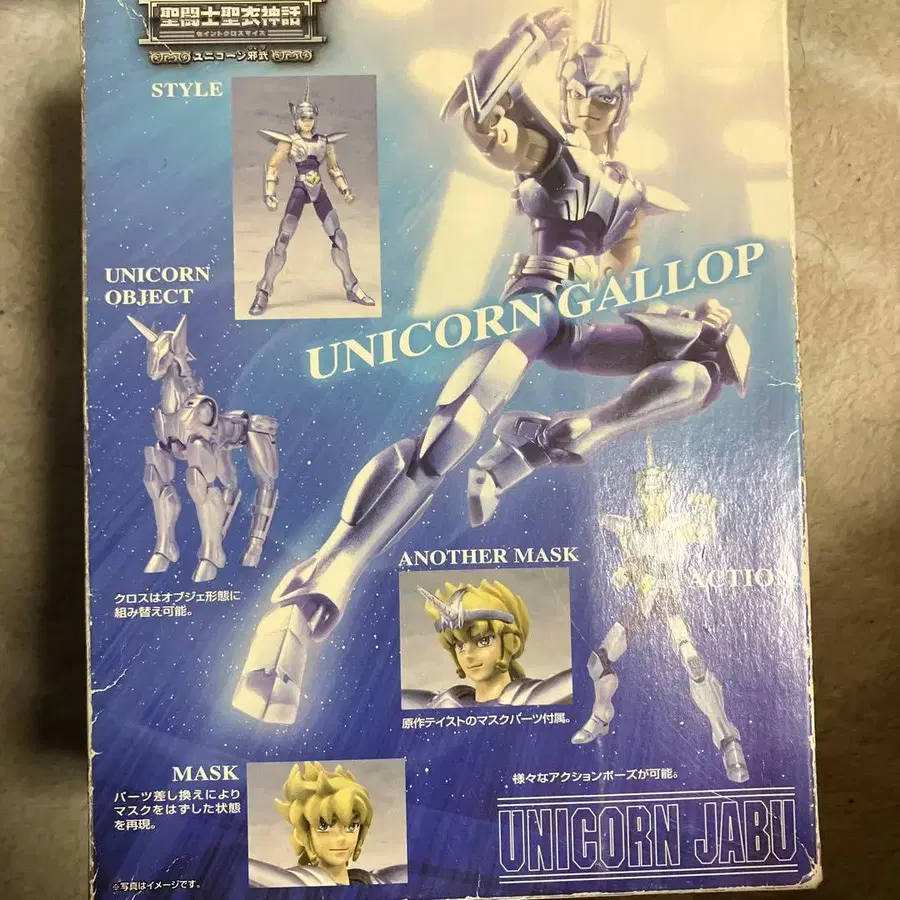 聖闘士聖衣神話
セイントクロスマイス
ユニコーン邪武
STYLE
UNICORN
OBJECT
UNICORN GALLOP
クロスはオブジェ形態に
組み替え可能。
ANOTHER MASK
原作テイストのマスクパーツ付属。
ACTION
様々なアクションポーズが可能。
MASK
パーツ差し換えにより
マスクをはずした状態
を再現。
UNICORN JABU
※写真はイメージです。